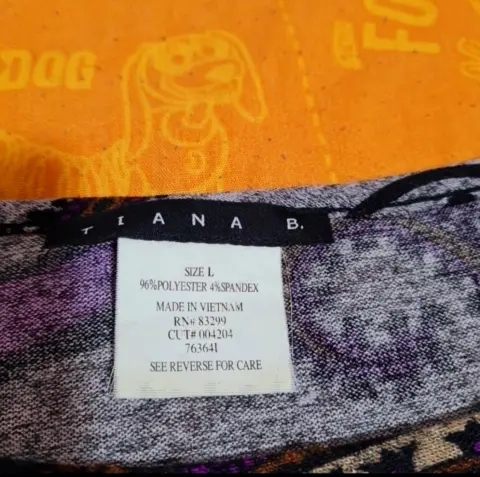 DOG
FO
TIANA B.
SIZE L
96%POLYESTER 4%SPANDEX
MADE IN VIETNAM
RN# 83299
CUT# 004204
763641
SEE REVERSE FOR CARE